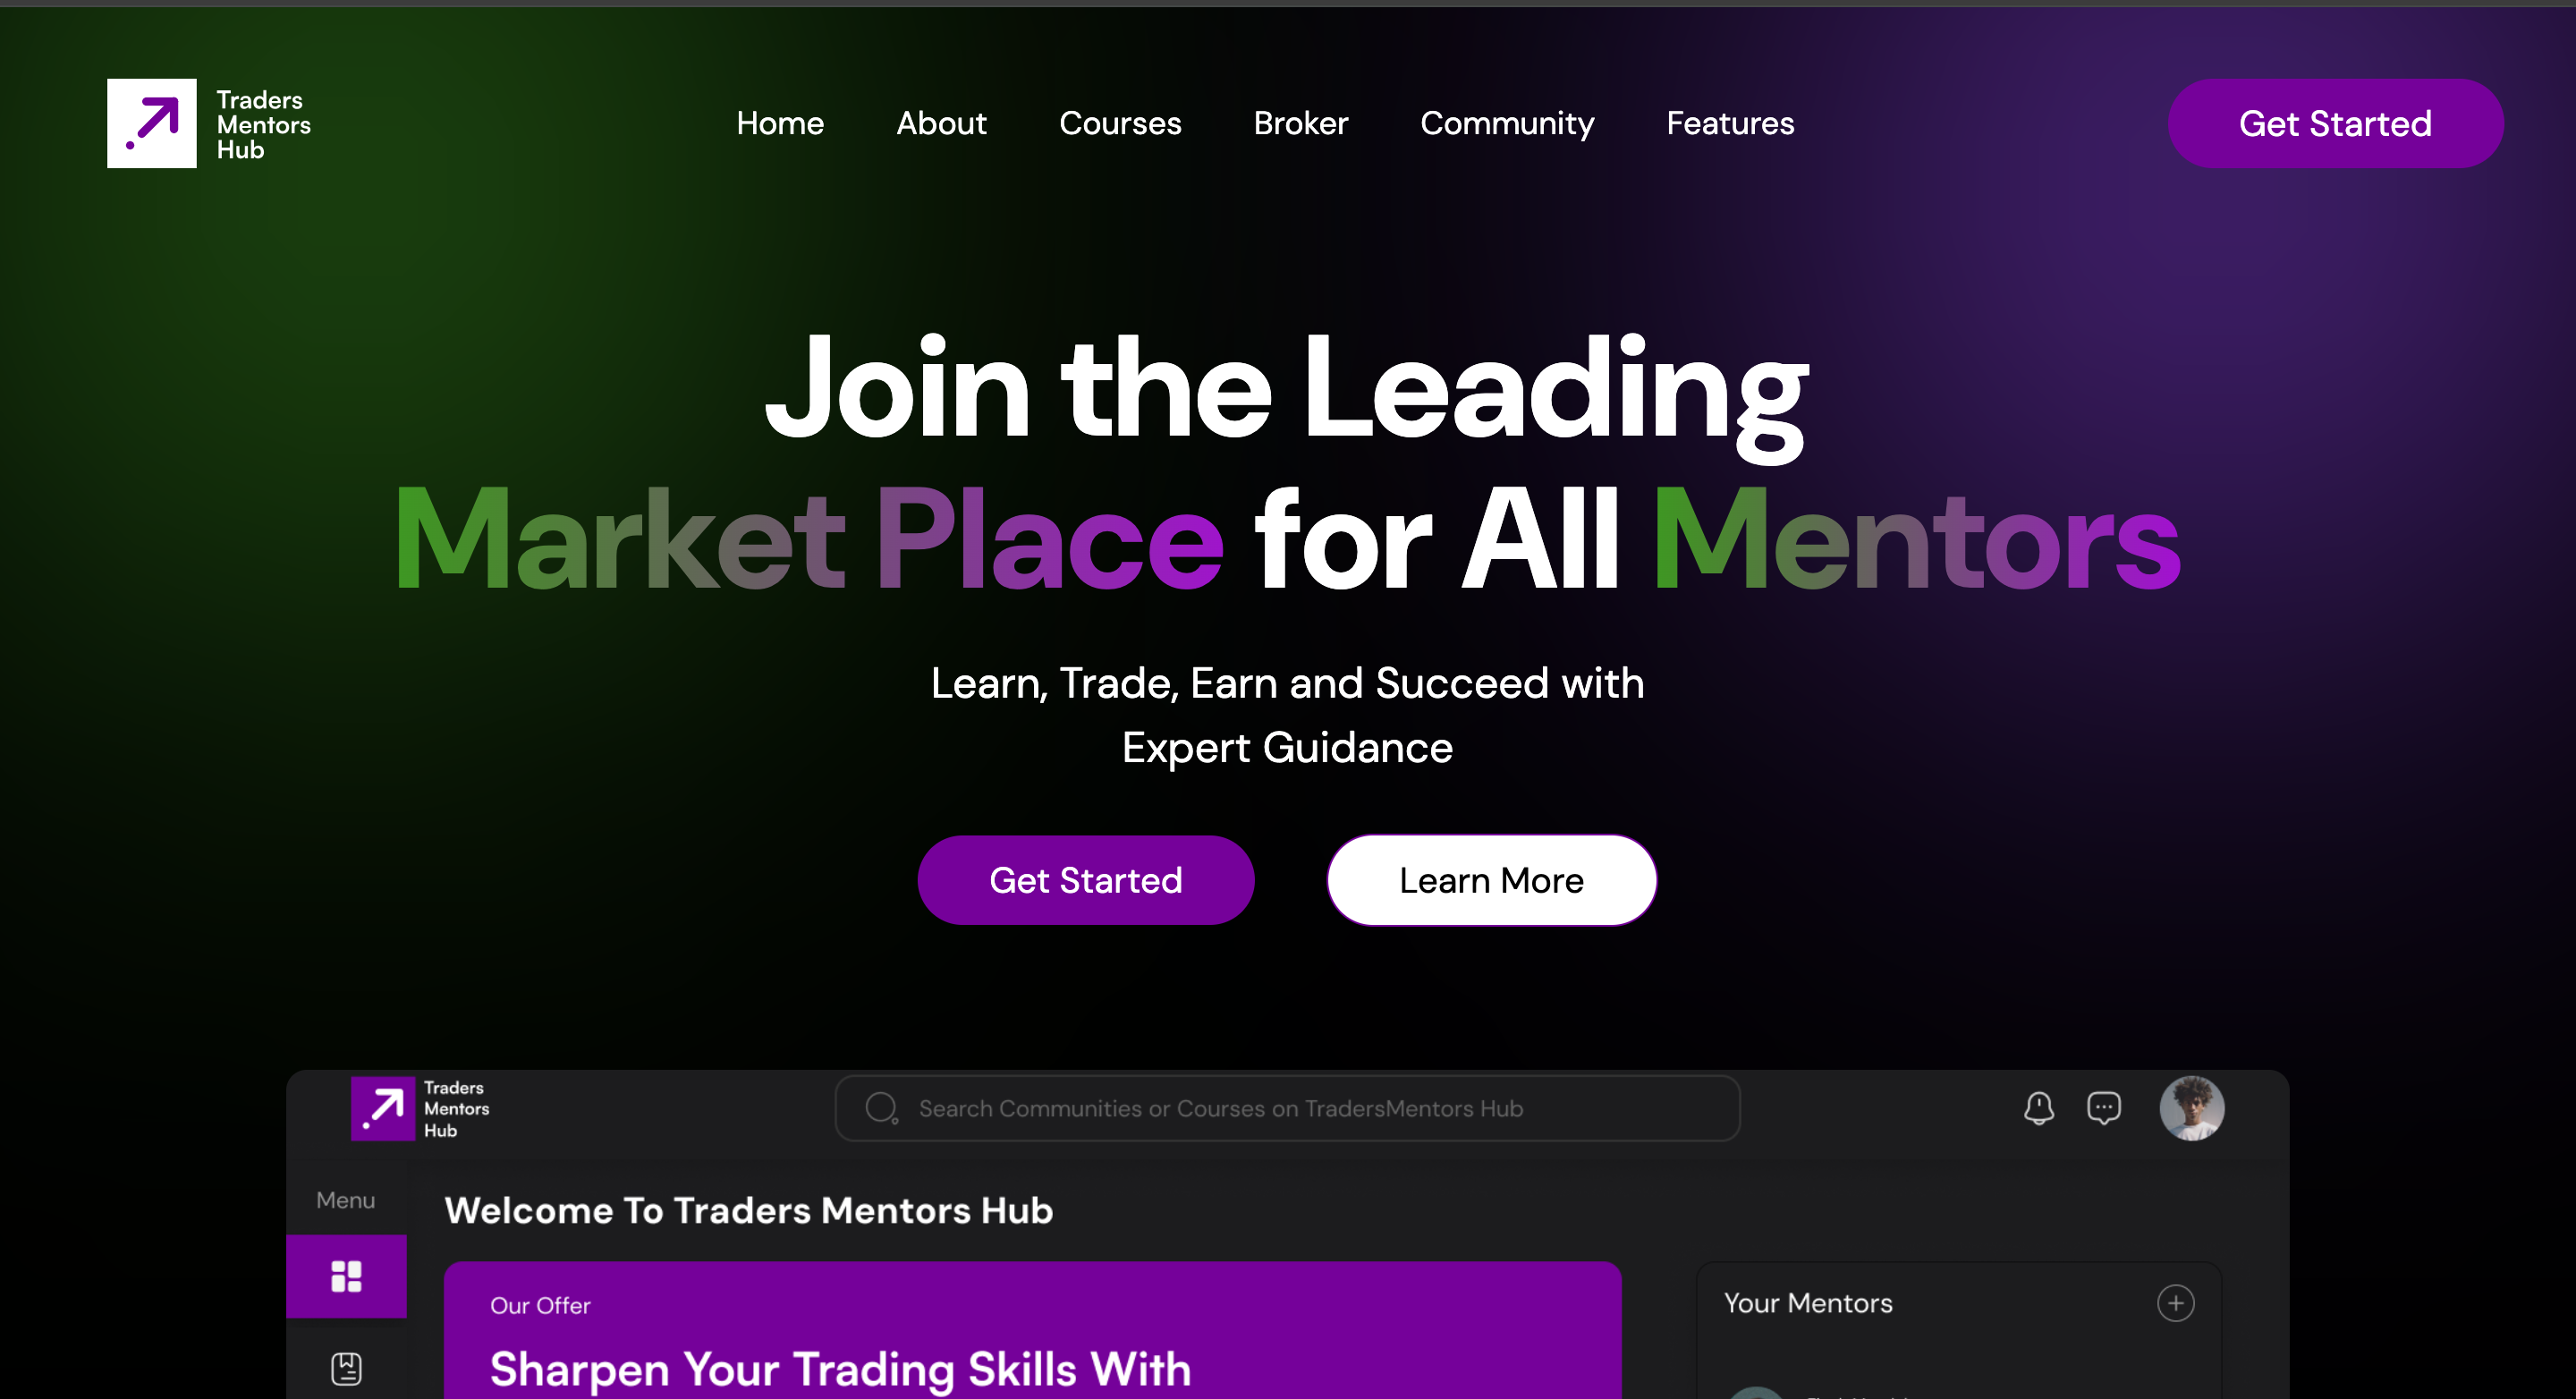 Traders
Mentors
Hub
Home About Courses Broker Community Features
Get Started
Join the Leading
Market Place for All Mentors
Learn, Trade, Earn and Succeed with
Expert Guidance
Get Started
Learn More
Traders
Mentors
Hub
Search Communities or Courses on TradersMentors Hub
Menu
Welcome To Traders Mentors Hub
Our Offer
Sharpen Your Trading Skills With
Your Mentors